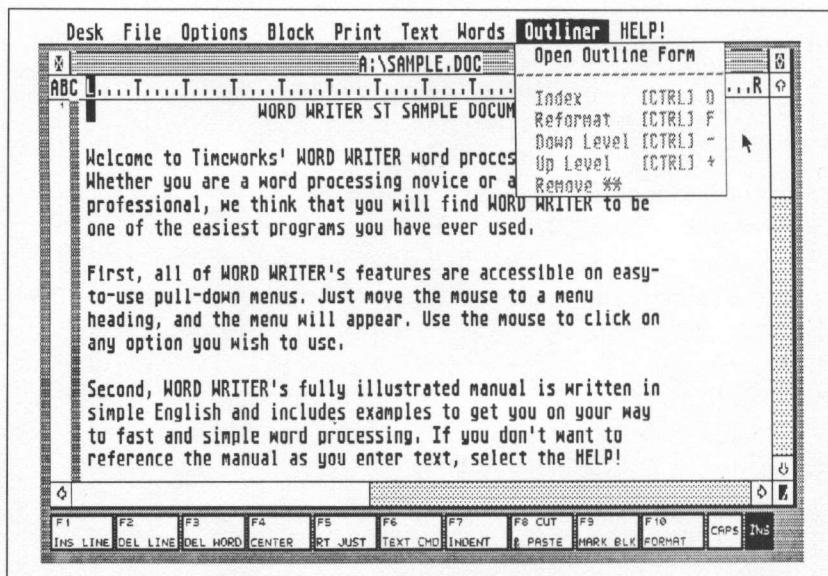 Desk File Options Block Print Text Words Outliner HELP!
A:\SAMPLE.DOC
Open Outline Form
ABC L....T....T....T....T....T....T....T.... ...R
Index [CTRL] O
Reformat [CTRL] F
Down Level [CTRL] -
Up Level [CTRL] +
Remove **
1
WORD WRITER ST SAMPLE DOCUM
Welcome to Timeworks' WORD WRITER word proces
Whether you are a word processing novice or a
professional, we think that you will find WORD WRITER to be
one of the easiest programs you have ever used.
First, all of WORD WRITER's features are accessible on easy-
to-use pull-down menus. Just move the mouse to a menu
heading, and the menu will appear. Use the mouse to click on
any option you wish to use.
Second, WORD WRITER's fully illustrated manual is written in
simple English and includes examples to get you on your way
to fast and simple word processing. If you don't want to
reference the manual as you enter text, select the HELP!
F1 F2 F3 F4 F5 F6 F7 F8 CUT F9 F10
INS LINE DEL LINE DEL WORD CENTER RT JUST TEXT CMD INDENT & PASTE MARK BLK FORMAT CAPS INS